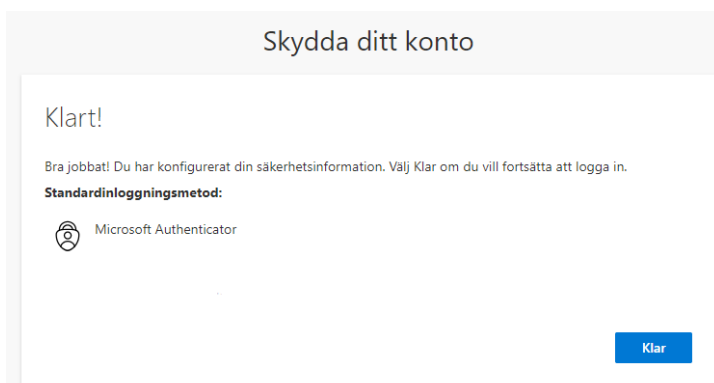 Skydda ditt konto
Klart!
Bra jobbat! Du har konfigurerat din säkerhetsinformation. Välj Klar om du vill fortsätta att logga in.
Standardinloggningsmetod:
Microsoft Authenticator
Klar